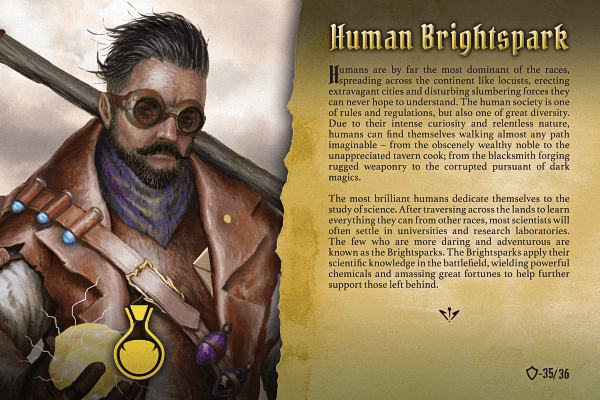 Human Brightspark
Humans are by far the most dominant of the races,
spreading across the continent like locusts, erecting
extravagant cities and disturbing slumbering forces they
can never hope to understand. The human society is one
of rules and regulations, but also one of great diversity.
Due to their intense curiosity and relentless nature,
humans can find themselves walking almost any path
imaginable – from the obscenely wealthy noble to the
unappreciated tavern cook; from the blacksmith forging
rugged weaponry to the corrupted pursuant of dark
magics.
The most brilliant humans dedicate themselves to the
study of science. After traversing across the lands to learn
everything they can from other races, most scientists will
often settle in universities and research laboratories.
The few who are more daring and adventurous are
known as the Brightsparks. The Brightsparks apply their
scientific knowledge in the battlefield, wielding powerful
chemicals and amassing great fortunes to help further
support those left behind.
-35/36